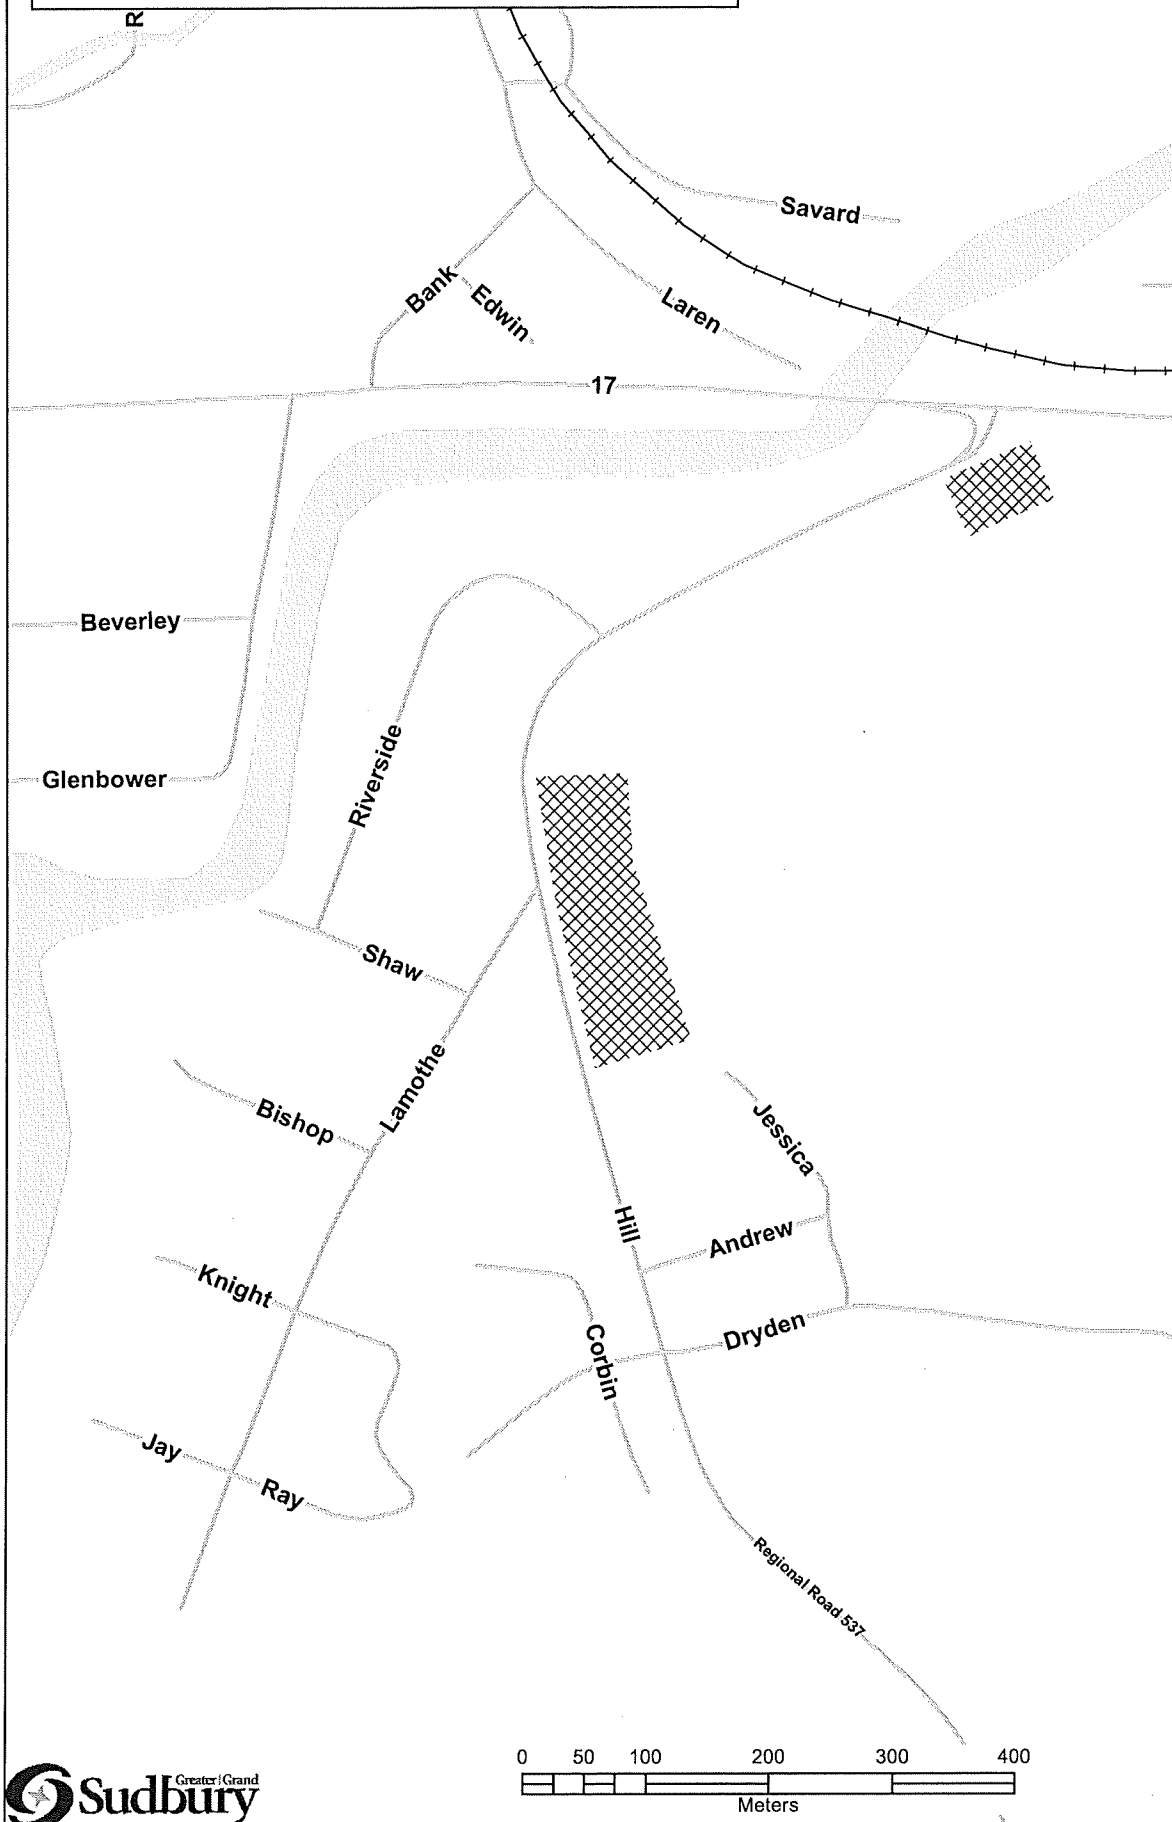 R
Savard
Bank
Edwin
Laren
17
Beverley
Glenbower
Riverside
Shaw
Lamothe
Bishop
Jessica
Hill
Andrew
Knight
Dryden
Corbin
Jay
Ray
Regional Road 537
0 50 100 200 300 400
Meters
Greater | Grand
Sudbury